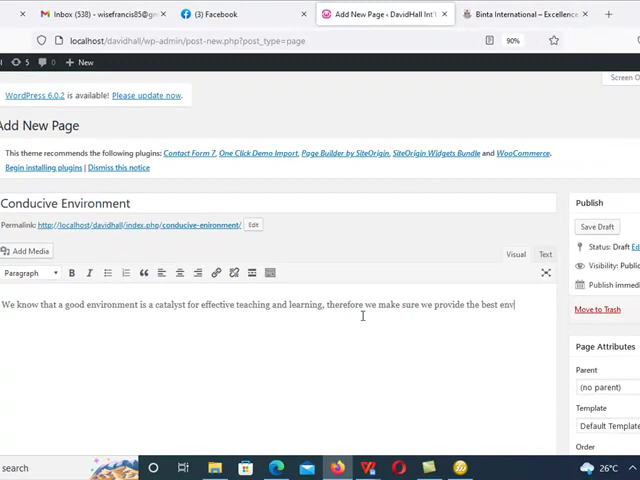 Inbox (3) - wisefrancis85@gm
(3) Facebook
Add New Page ‹ DavidHall Int'l
Binta International – Excellence
localhost/davidhall/wp-admin/post-new.php?post_type=page
90%
5
0
+ New
Screen O
WordPress 6.0.2 is available! Please update now.
Add New Page
This theme recommends the following plugins: Contact Form 7, One Click Demo Import, Page Builder by SiteOrigin, SiteOrigin Widgets Bundle and WooCommerce.
Begin installing plugins | Dismiss this notice
Conducive Environment
Permalink: http://localhost/davidhall/index.php/conducive-enironment/ Edit
Add Media
Visual
Text
Paragraph
B
I
We know that a good environment is a catalyst for effective teaching and learning, therefore we make sure we provide the best env
Publish
Save Draft
Status: Draft Ed
Visibility: Public
Publish immedi
Move to Trash
Page Attributes
Parent
(no parent)
Template
Default Template
Order
search
26°C